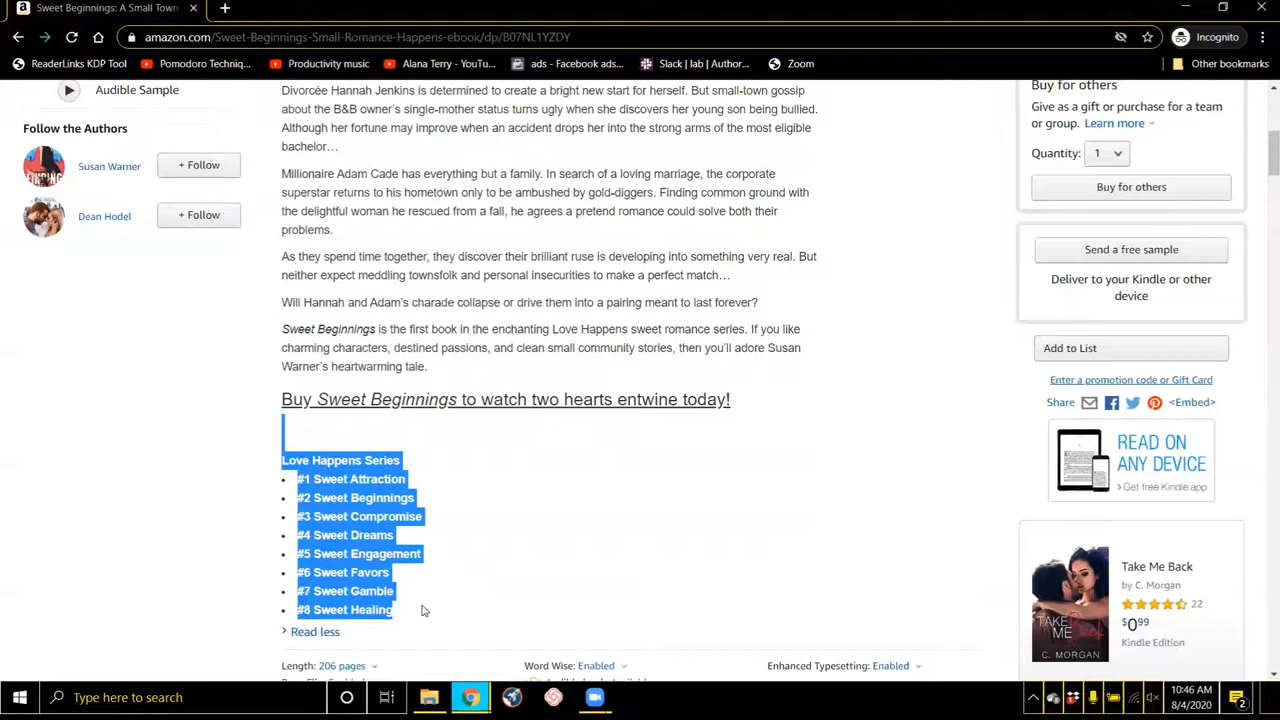 Sweet Beginnings: A Small Town
amazon.com/Sweet-Beginnings-Small-Romance-Happens-ebook/dp/B07NL1YZDY
Incognito
ReaderLinks KDP Tool
Pomodoro Techniq...
Productivity music
Alana Terry - YouTu...
ads - Facebook ads...
Slack | lab | Author...
Zoom
Other bookmarks
Audible Sample
Follow the Authors
Susan Warner
+ Follow
Dean Hodel
+ Follow
Divorcée Hannah Jenkins is determined to create a bright new start for herself. But small-town gossip
about the B&B owner's single-mother status turns ugly when she discovers her young son being bullied.
Although her fortune may improve when an accident drops her into the strong arms of the most eligible
bachelor…
Millionaire Adam Cade has everything but a family. In search of a loving marriage, the corporate
superstar returns to his hometown only to be ambushed by gold-diggers. Finding common ground with
the delightful woman he rescued from a fall, he agrees a pretend romance could solve both their
problems.
As they spend time together, they discover their brilliant ruse is developing into something very real. But
neither expect meddling townsfolk and personal insecurities to make a perfect match…
Will Hannah and Adam's charade collapse or drive them into a pairing meant to last forever?
Sweet Beginnings is the first book in the enchanting Love Happens sweet romance series. If you like
charming characters, destined passions, and clean small community stories, then you'll adore Susan
Warner's heartwarming tale.
Buy Sweet Beginnings to watch two hearts entwine today!
Love Happens Series
• #1 Sweet Attraction
• #2 Sweet Beginnings
• #3 Sweet Compromise
• #4 Sweet Dreams
• #5 Sweet Engagement
• #6 Sweet Favors
• #7 Sweet Gamble
• #8 Sweet Healing
Read less
Length: 206 pages
Word Wise: Enabled
Enhanced Typesetting: Enabled
Buy for others
Give as a gift or purchase for a team
or group. Learn more
Quantity: 1
Buy for others
Send a free sample
Deliver to your Kindle or other
device
Add to List
Enter a promotion code or Gift Card
Share
<Embed>
READ ON
ANY DEVICE
Get free Kindle app
TAKE
ME
C. MORGAN
Take Me Back
by C. Morgan
22
$0 99
Kindle Edition
Type here to search
10:46 AM
8/4/2020
2